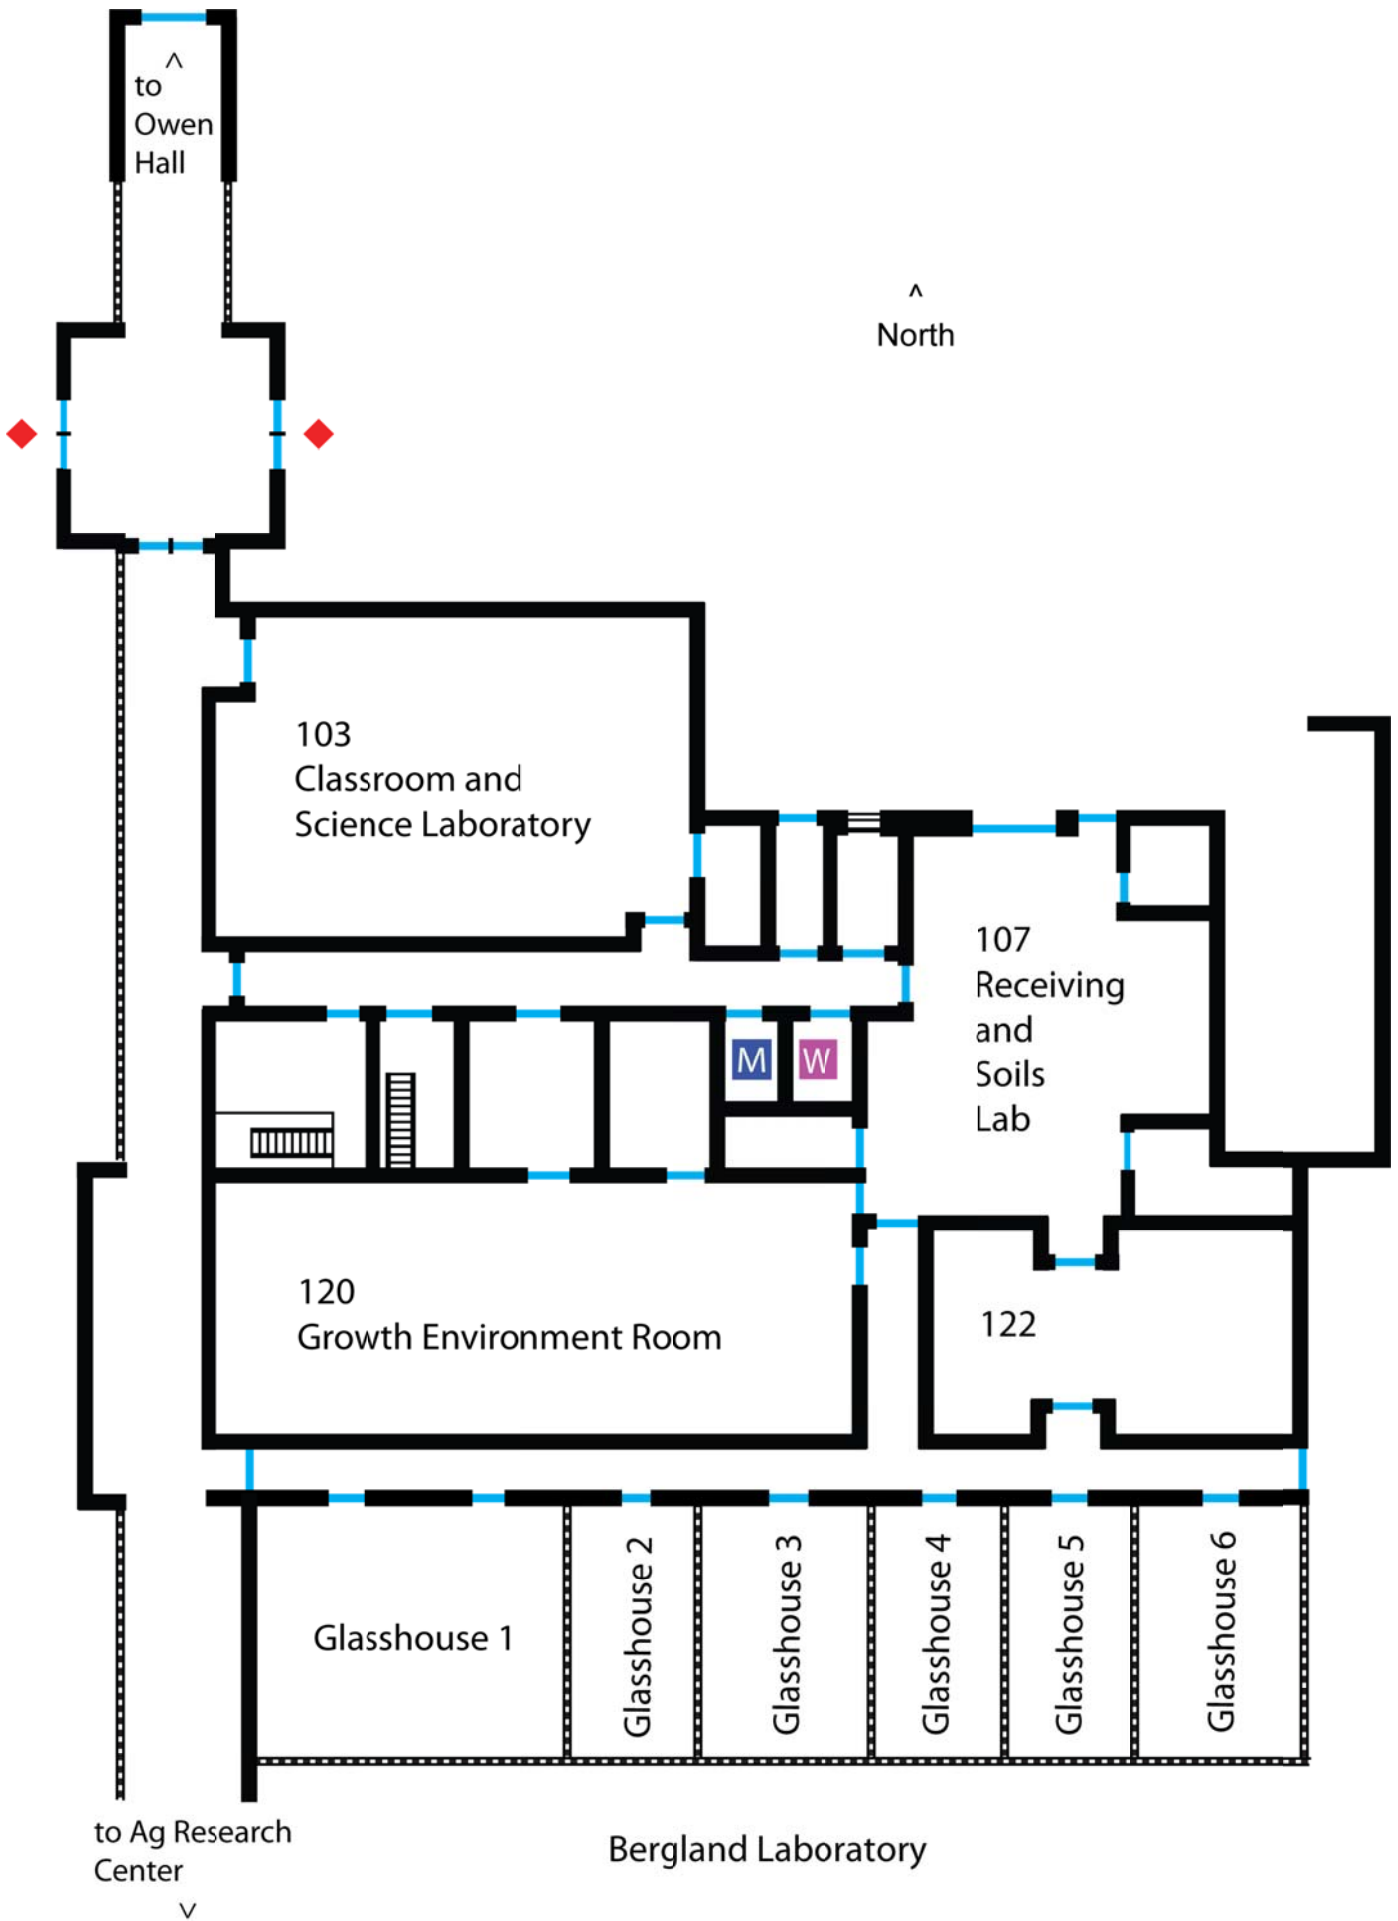 ^
to
Owen
Hall
^
North
103
Classroom and
Science Laboratory
107
Receiving
and
Soils
Lab
M
W
120
Growth Environment Room
122
Glasshouse 1
Glasshouse 2
Glasshouse 3
Glasshouse 4
Glasshouse 5
Glasshouse 6
to Ag Research
Center
Bergland Laboratory